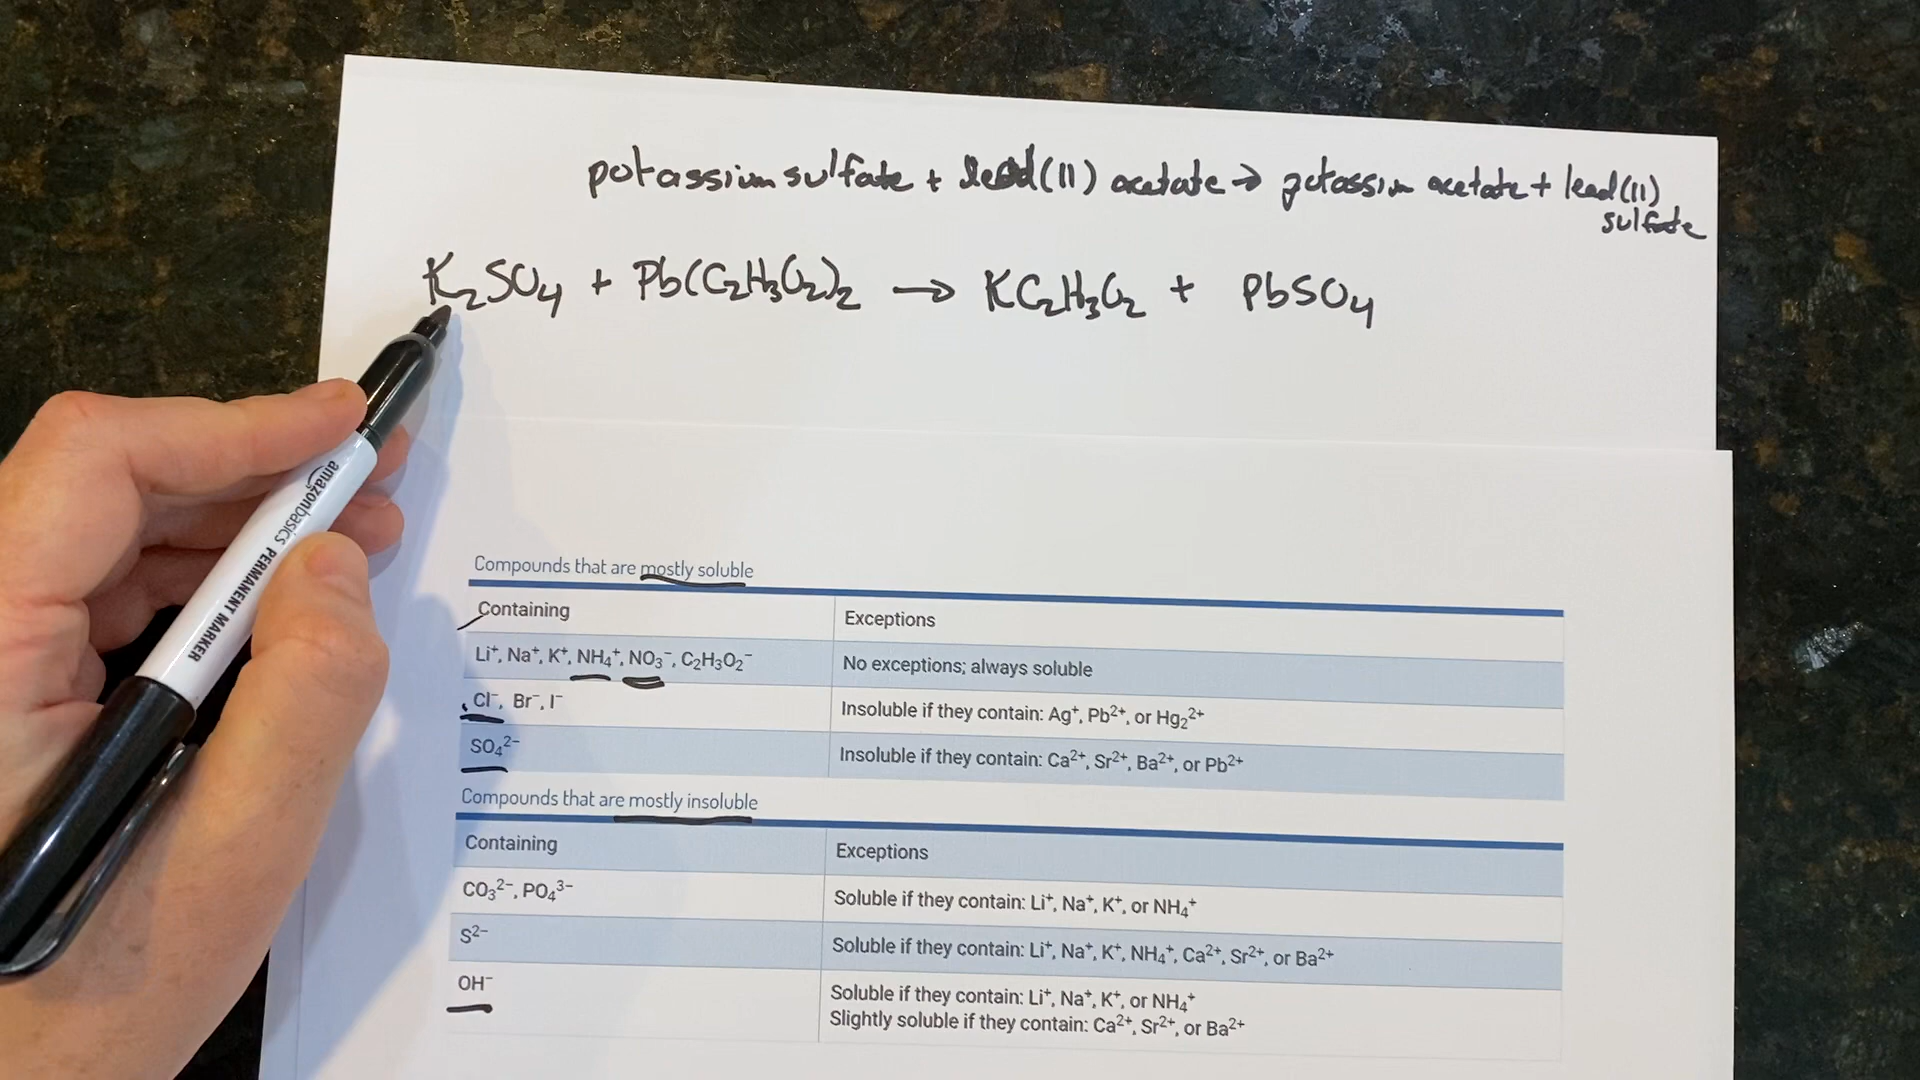 potassium sulfate + lead(II) acetate → potassium acetate + lead(II)
sulfate
K₂SO₄ + Pb(C₂H₃O₂)₂ → KC₂H₃O₂ + PbSO₄
amazonbasics PERMANENT MARKER
Compounds that are mostly soluble
Containing Exceptions
Li⁺, Na⁺, K⁺, NH₄⁺, NO₃⁻, C₂H₃O₂⁻ No exceptions; always soluble
Cl⁻, Br⁻, I⁻ Insoluble if they contain: Ag⁺, Pb²⁺, or Hg₂²⁺
SO₄²⁻ Insoluble if they contain: Ca²⁺, Sr²⁺, Ba²⁺, or Pb²⁺
Compounds that are mostly insoluble
Containing Exceptions
CO₃²⁻, PO₄³⁻ Soluble if they contain: Li⁺, Na⁺, K⁺, or NH₄⁺
S²⁻ Soluble if they contain: Li⁺, Na⁺, K⁺, NH₄⁺, Ca²⁺, Sr²⁺, or Ba²⁺
OH⁻ Soluble if they contain: Li⁺, Na⁺, K⁺, or NH₄⁺
Slightly soluble if they contain: Ca²⁺, Sr²⁺, or Ba²⁺